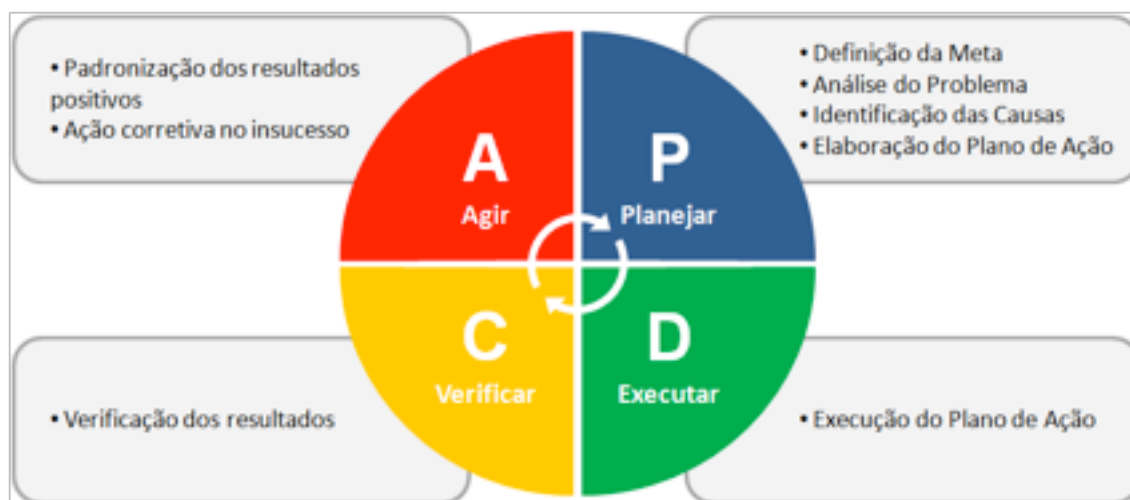 • Padronização dos resultados
positivos
• Ação corretiva no insucesso
A
Agir
P
Planejar
• Definição da Meta
• Análise do Problema
• Identificação das Causas
• Elaboração do Plano de Ação
• Verificação dos resultados
C
Verificar
D
Executar
• Execução do Plano de Ação